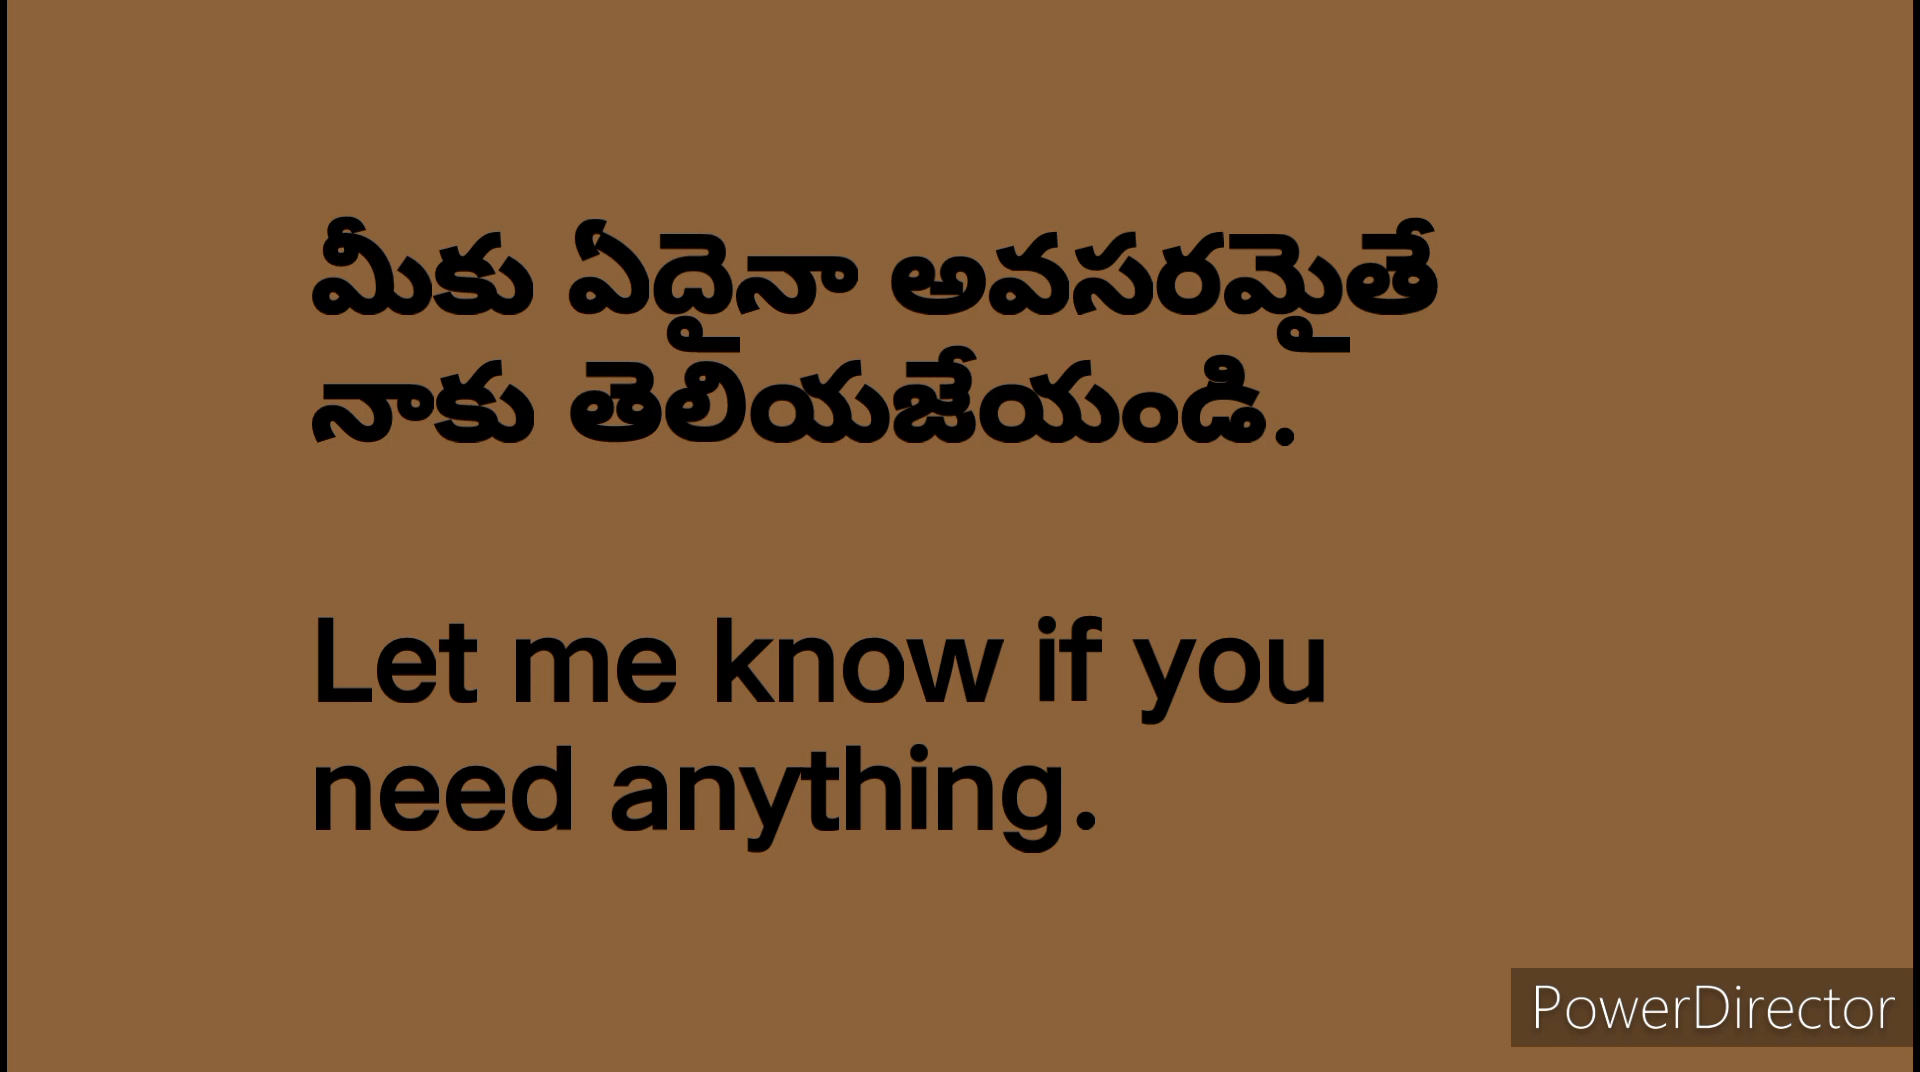 మీకు ఏదైనా అవసరమైతే
నాకు తెలియజేయండి.
Let me know if you
need anything.
PowerDirector